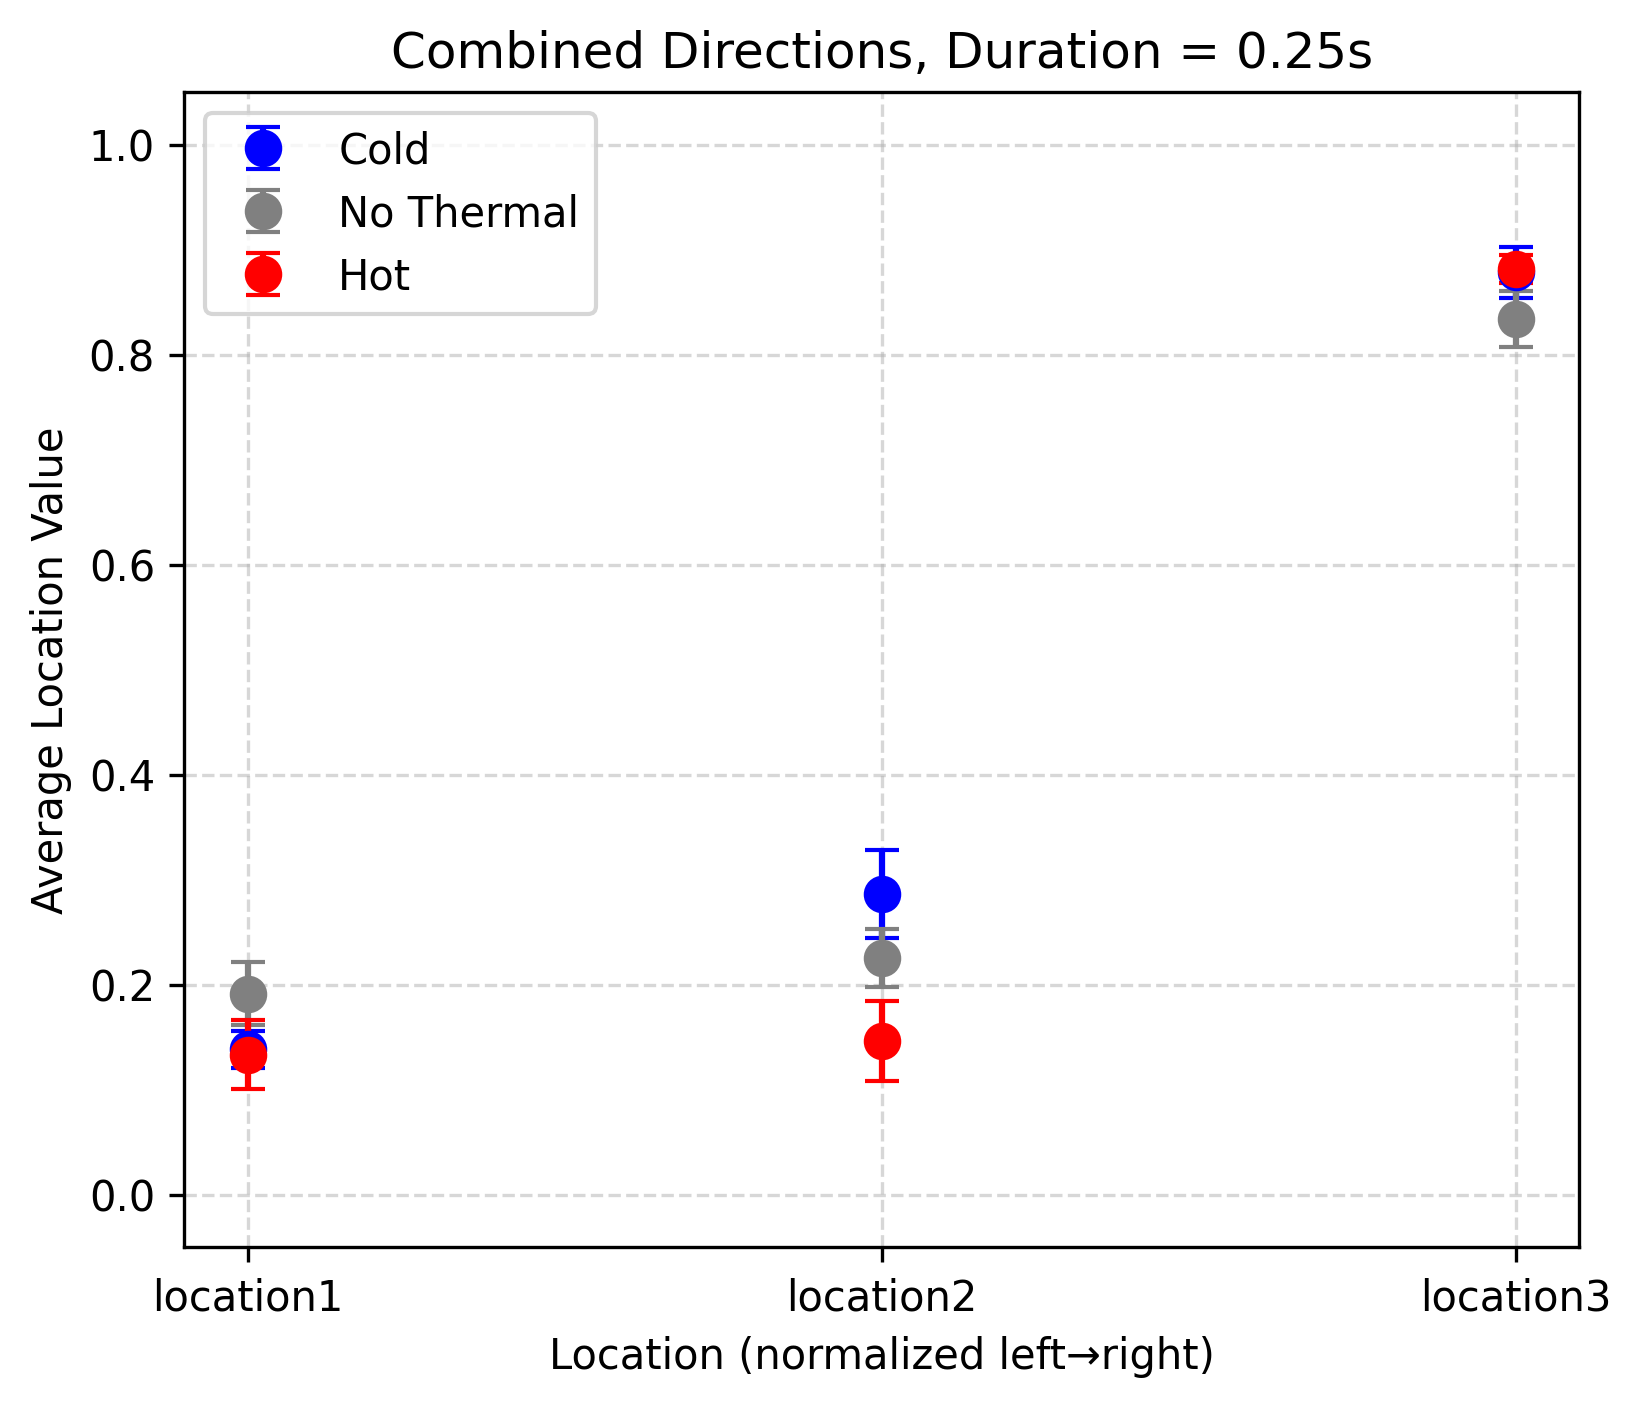 Combined Directions, Duration = 0.25s
Cold
No Thermal
Hot
1.0
0.8
0.6
0.4
0.2
0.0
Average Location Value
location1
location2
location3
Location (normalized left→right)